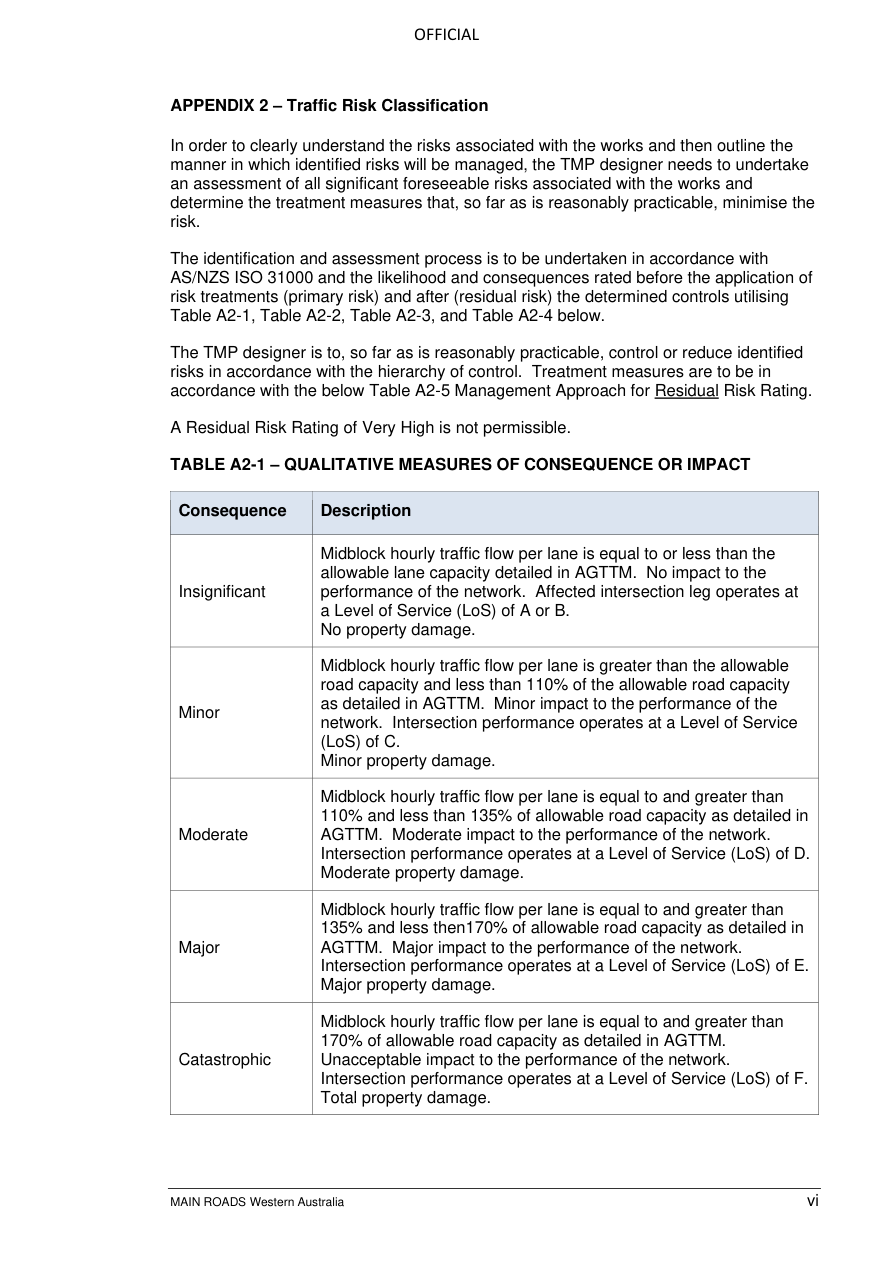 OFFICIAL
APPENDIX 2 – Traffic Risk Classification
In order to clearly understand the risks associated with the works and then outline the
manner in which identified risks will be managed, the TMP designer needs to undertake
an assessment of all significant foreseeable risks associated with the works and
determine the treatment measures that, so far as is reasonably practicable, minimise the
risk.
The identification and assessment process is to be undertaken in accordance with
AS/NZS ISO 31000 and the likelihood and consequences rated before the application of
risk treatments (primary risk) and after (residual risk) the determined controls utilising
Table A2-1, Table A2-2, Table A2-3, and Table A2-4 below.
The TMP designer is to, so far as is reasonably practicable, control or reduce identified
risks in accordance with the hierarchy of control.  Treatment measures are to be in
accordance with the below Table A2-5 Management Approach for Residual Risk Rating.
A Residual Risk Rating of Very High is not permissible.
TABLE A2-1 – QUALITATIVE MEASURES OF CONSEQUENCE OR IMPACT
Consequence Description
Insignificant
Midblock hourly traffic flow per lane is equal to or less than the
allowable lane capacity detailed in AGTTM.  No impact to the
performance of the network.  Affected intersection leg operates at
a Level of Service (LoS) of A or B.
No property damage.
Minor
Midblock hourly traffic flow per lane is greater than the allowable
road capacity and less than 110% of the allowable road capacity
as detailed in AGTTM.  Minor impact to the performance of the
network.  Intersection performance operates at a Level of Service
(LoS) of C.
Minor property damage.
Moderate
Midblock hourly traffic flow per lane is equal to and greater than
110% and less than 135% of allowable road capacity as detailed in
AGTTM.  Moderate impact to the performance of the network.
Intersection performance operates at a Level of Service (LoS) of D.
Moderate property damage.
Major
Midblock hourly traffic flow per lane is equal to and greater than
135% and less then170% of allowable road capacity as detailed in
AGTTM.  Major impact to the performance of the network.
Intersection performance operates at a Level of Service (LoS) of E.
Major property damage.
Catastrophic
Midblock hourly traffic flow per lane is equal to and greater than
170% of allowable road capacity as detailed in AGTTM.
Unacceptable impact to the performance of the network.
Intersection performance operates at a Level of Service (LoS) of F.
Total property damage.
MAIN ROADS Western Australia vi